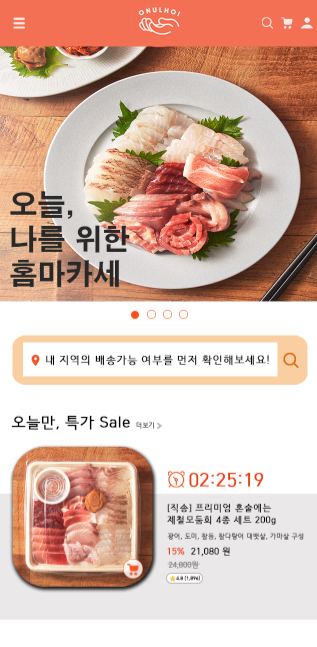 ONULHOI
오늘,
나를 위한
홈마카세
내 지역의 배송가능 여부를 먼저 확인해보세요!
오늘만, 특가 Sale 더보기
02:25:19
[직송] 프리미엄 혼술에는
제철모둠회 4종 세트 200g
광어, 도미, 참돔, 참다랑어 대뱃살, 가마살 구성
15% 21,080 원
24,800원
4.8 (1,896)